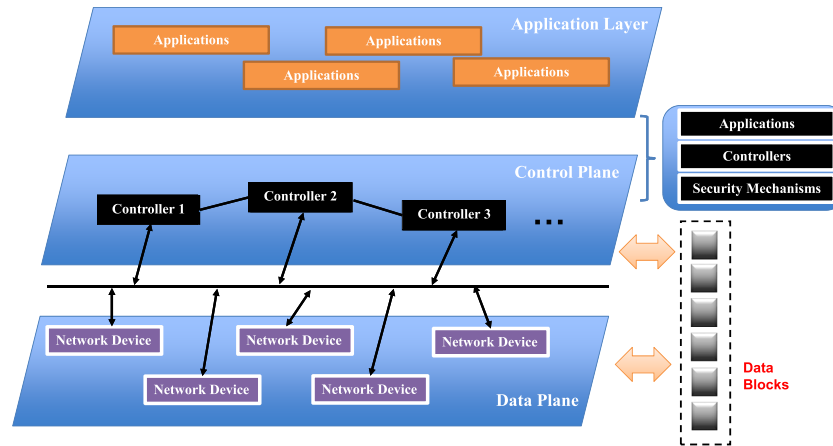 Application Layer
Applications
Applications
Applications
Applications
Applications
Controllers
Security Mechanisms
Control Plane
Controller 1
Controller 2
Controller 3
...
Network Device
Network Device
Network Device
Network Device
Network Device
Data Plane
Data
Blocks